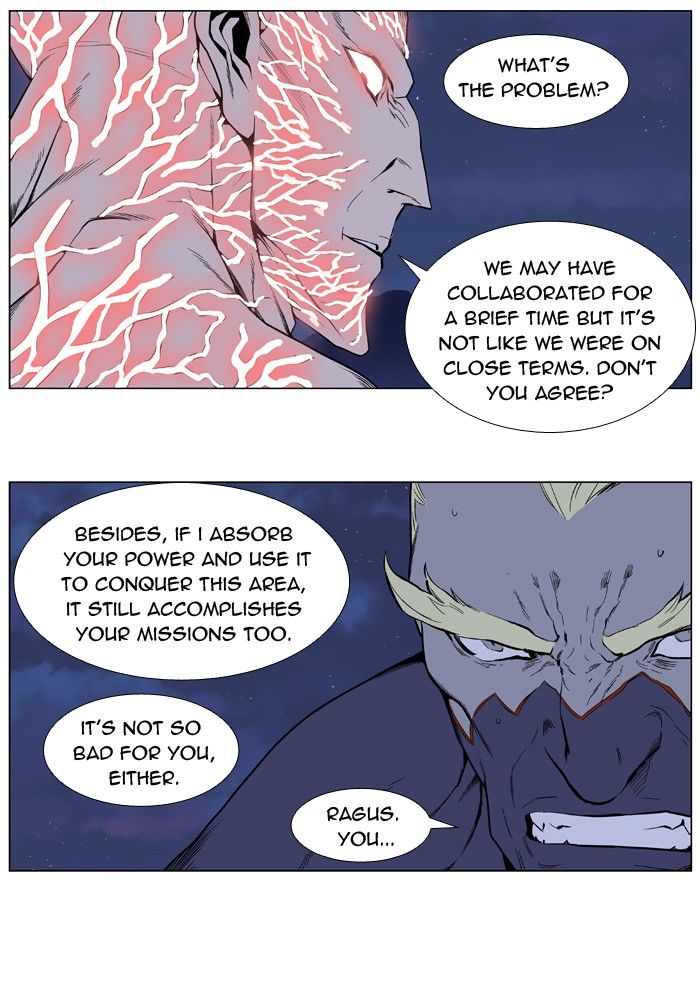 WHAT'S
THE PROBLEM?
WE MAY HAVE
COLLABORATED FOR
A BRIEF TIME BUT IT'S
NOT LIKE WE WERE ON
CLOSE TERMS. DON'T
YOU AGREE?
BESIDES, IF I ABSORB
YOUR POWER AND USE IT
TO CONQUER THIS AREA,
IT STILL ACCOMPLISHES
YOUR MISSIONS TOO.
IT'S NOT SO
BAD FOR YOU,
EITHER.
RAGUS.
YOU...